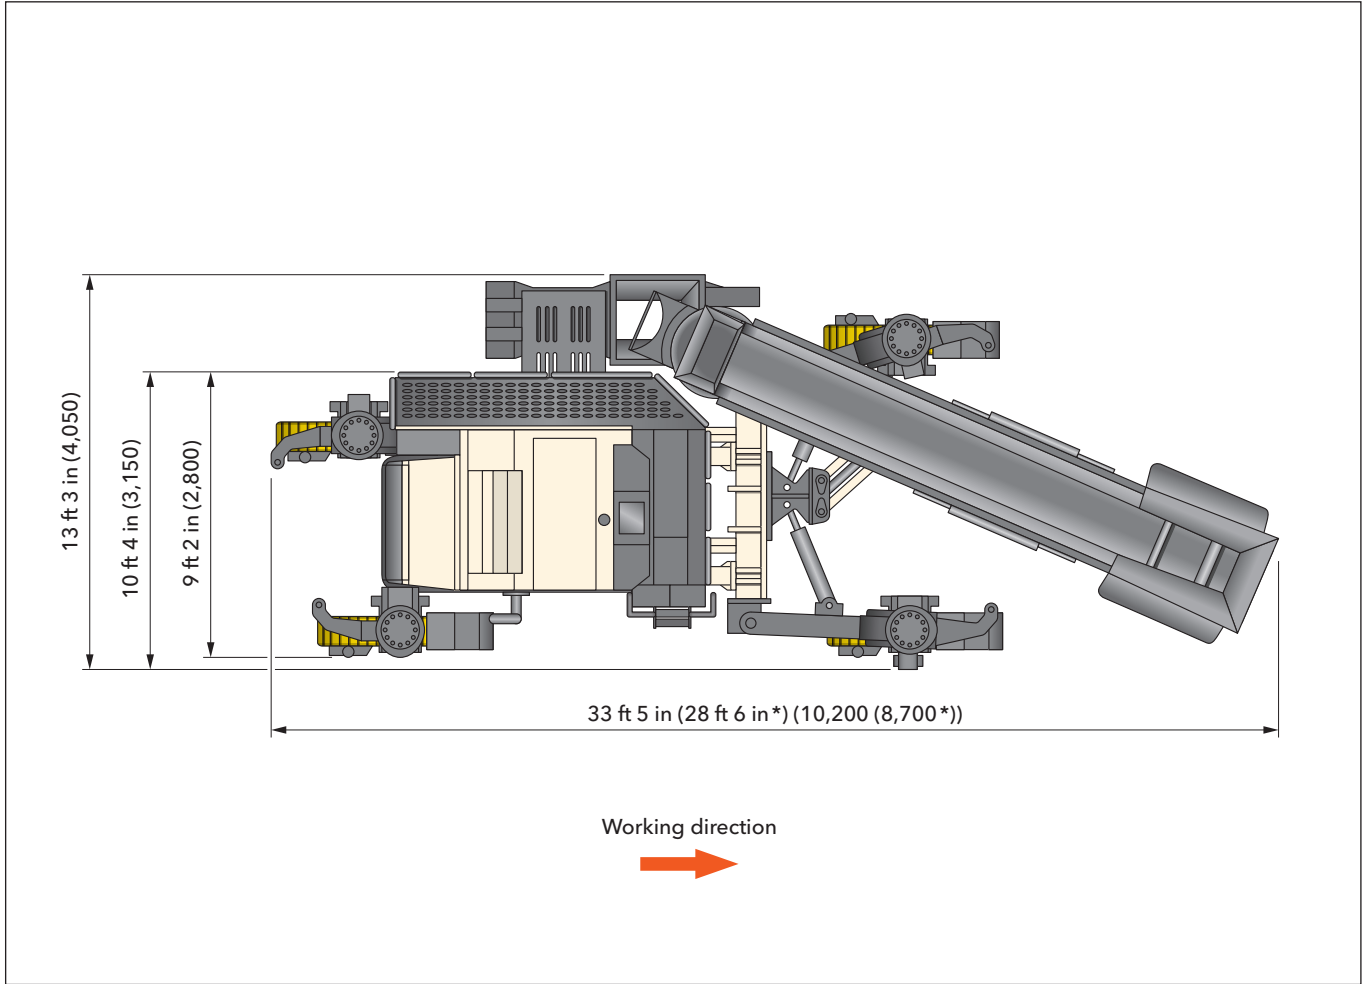 13 ft 3 in (4,050)
10 ft 4 in (3,150)
9 ft 2 in (2,800)
33 ft 5 in (28 ft 6 in*) (10,200 (8,700*))
Working direction